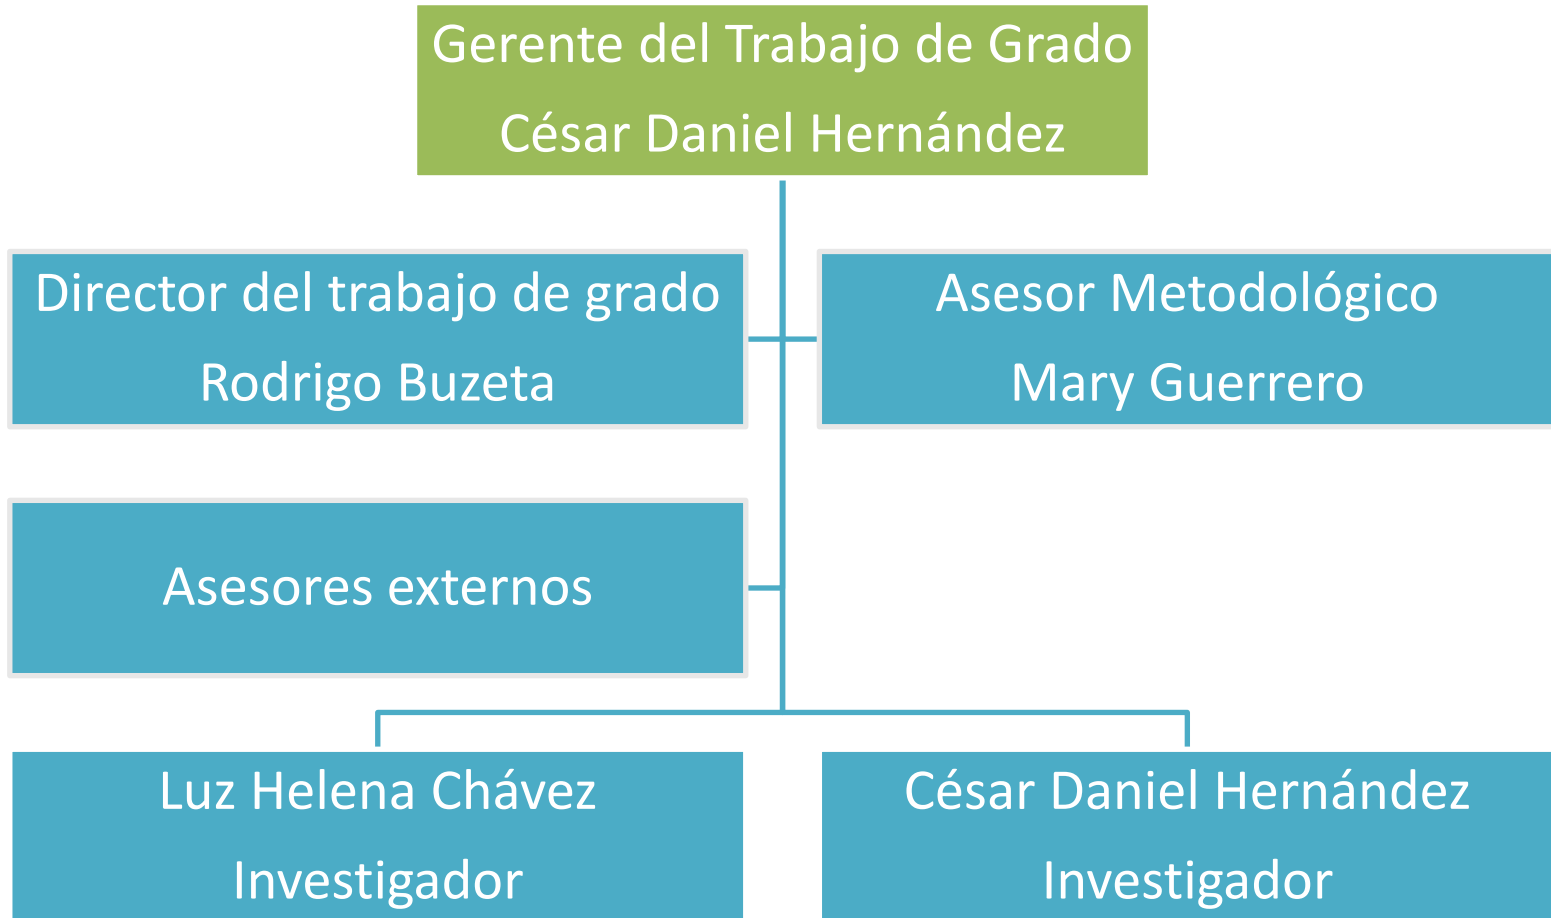 Gerente del Trabajo de Grado
César Daniel Hernández
Director del trabajo de grado
Rodrigo Buzeta
Asesor Metodológico
Mary Guerrero
Asesores externos
Luz Helena Chávez
Investigador
César Daniel Hernández
Investigador